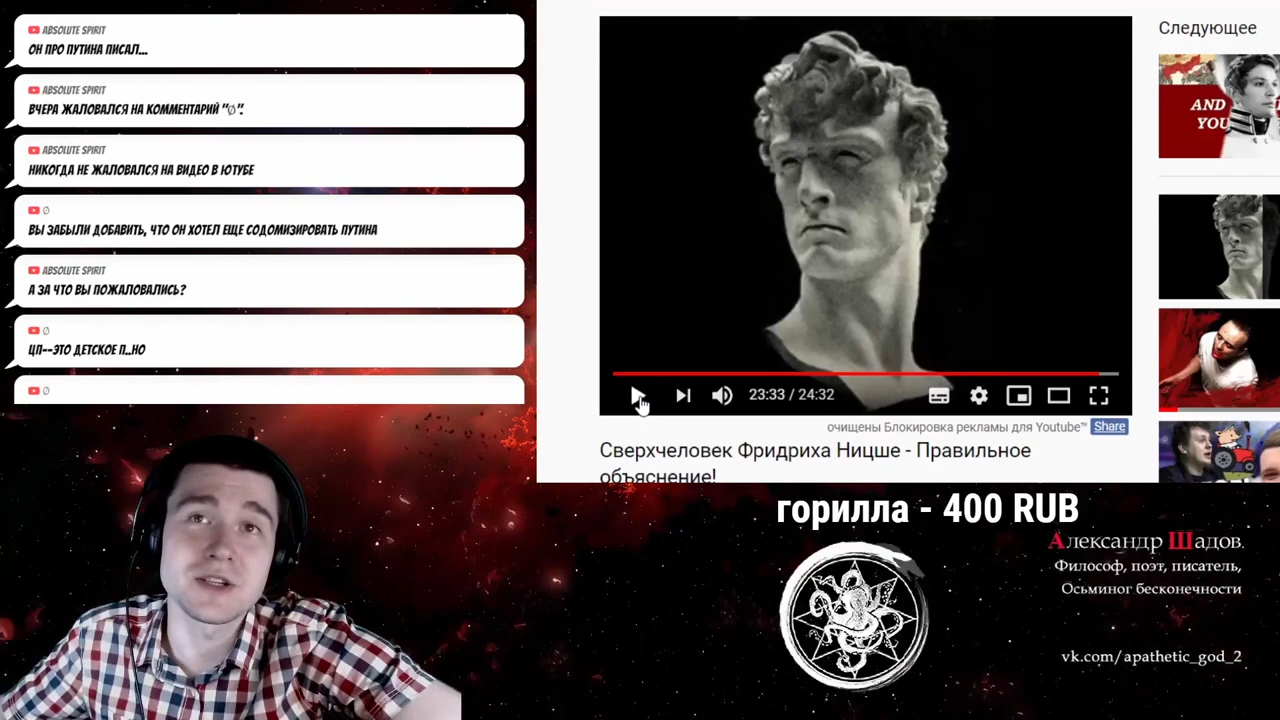 ABSOLUTE SPIRIT
ОН ПРО ПУТИНА ПИСАЛ...
ABSOLUTE SPIRIT
ВЧЕРА ЖАЛОВАЛСЯ НА КОММЕНТАРИЙ "∅".
ABSOLUTE SPIRIT
НИКОГДА НЕ ЖАЛОВАЛСЯ НА ВИДЕО В ЮТУБЕ
∅
ВЫ ЗАБЫЛИ ДОБАВИТЬ, ЧТО ОН ХОТЕЛ ЕЩЕ СОДОМИЗИРОВАТЬ ПУТИНА
ABSOLUTE SPIRIT
А ЗА ЧТО ВЫ ПОЖАЛОВАЛИСЬ?
∅
ЦП--ЭТО ДЕТСКОЕ П..НО
∅
Следующее
AND
YOU
23:33 / 24:32
очищены Блокировка рекламы для Youtube™ Share
Сверхчеловек Фридриха Ницше - Правильное
объяснение!
горилла - 400 RUB
Александр Шадов.
Философ, поэт, писатель,
Осьминог бесконечности
vk.com/apathetic_god_2